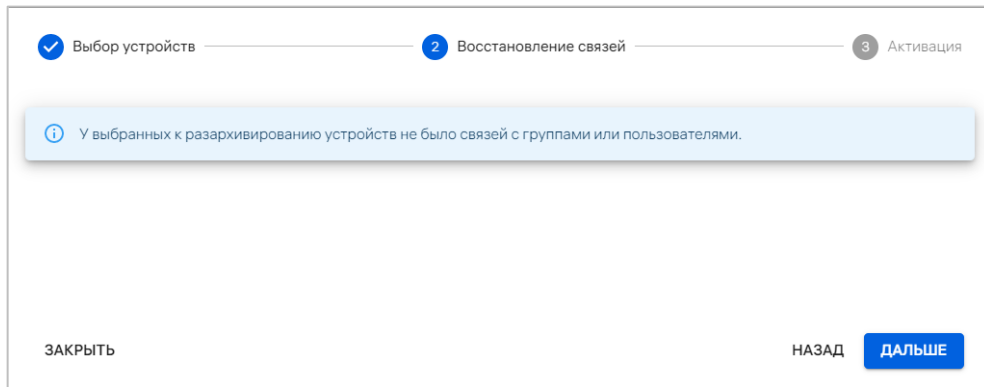 Выбор устройств
2 Восстановление связей
3 Активация
У выбранных к разархивированию устройств не было связей с группами или пользователями.
ЗАКРЫТЬ
НАЗАД
ДАЛЬШЕ